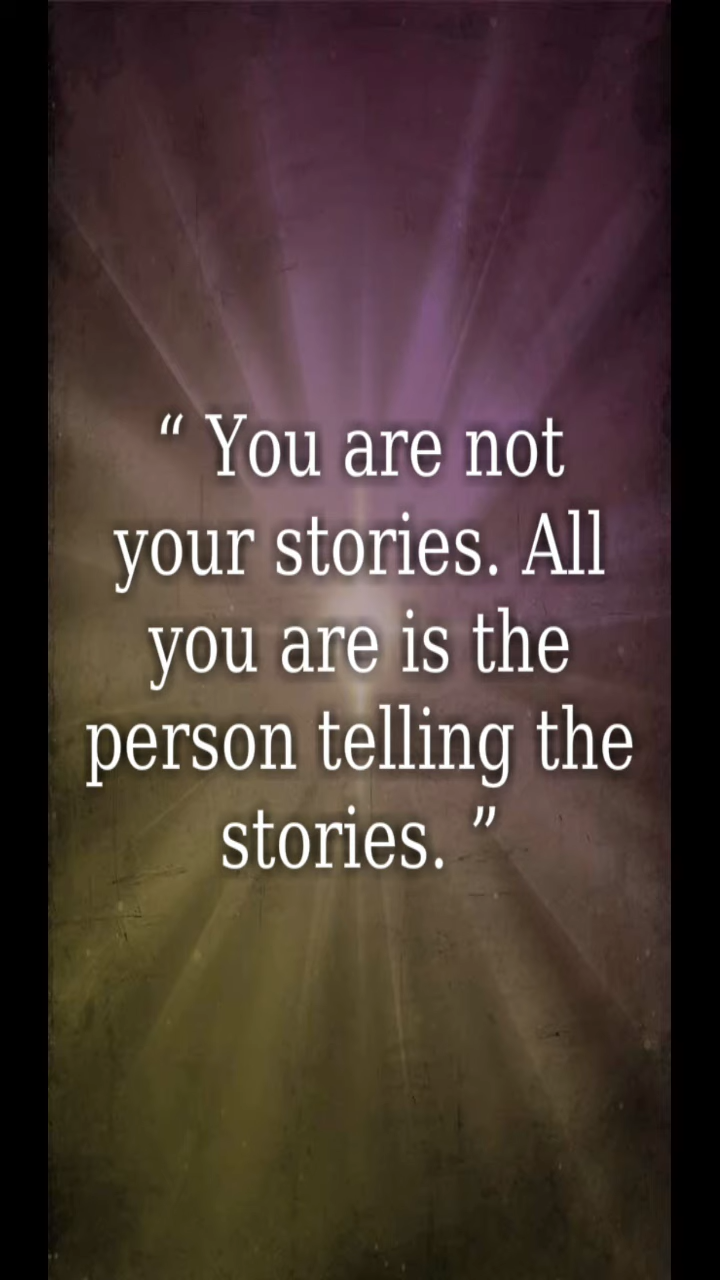 “ You are not
your stories. All
you are is the
person telling the
stories. ”